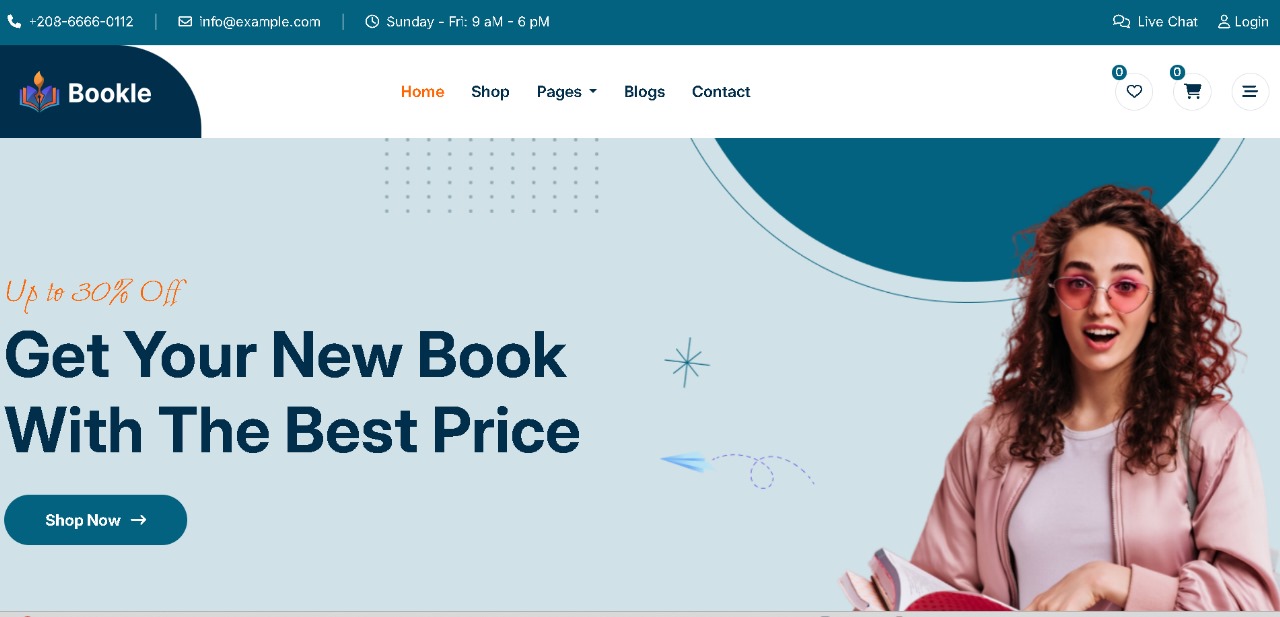 +208-6666-0112
info@example.com
Sunday - Fri: 9 aM - 6 pM
Live Chat
Login
Bookle
Home
Shop
Pages
Blogs
Contact
0
0
Up to 30% Off
Get Your New Book
With The Best Price
Shop Now